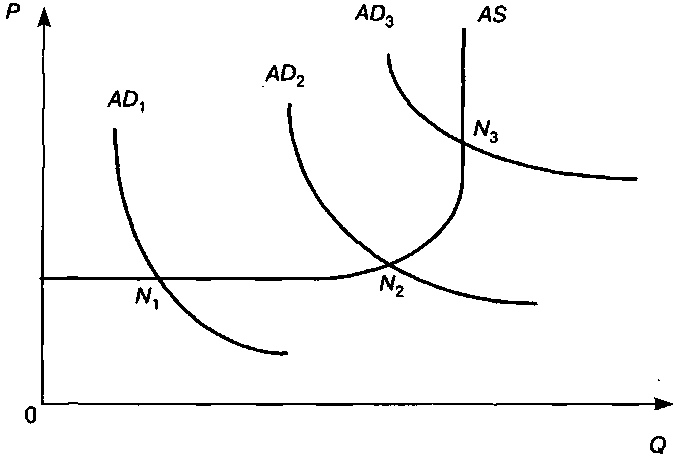 P
AD₃
AS
AD₂
AD₁
N₃
N₁
N₂
0
Q